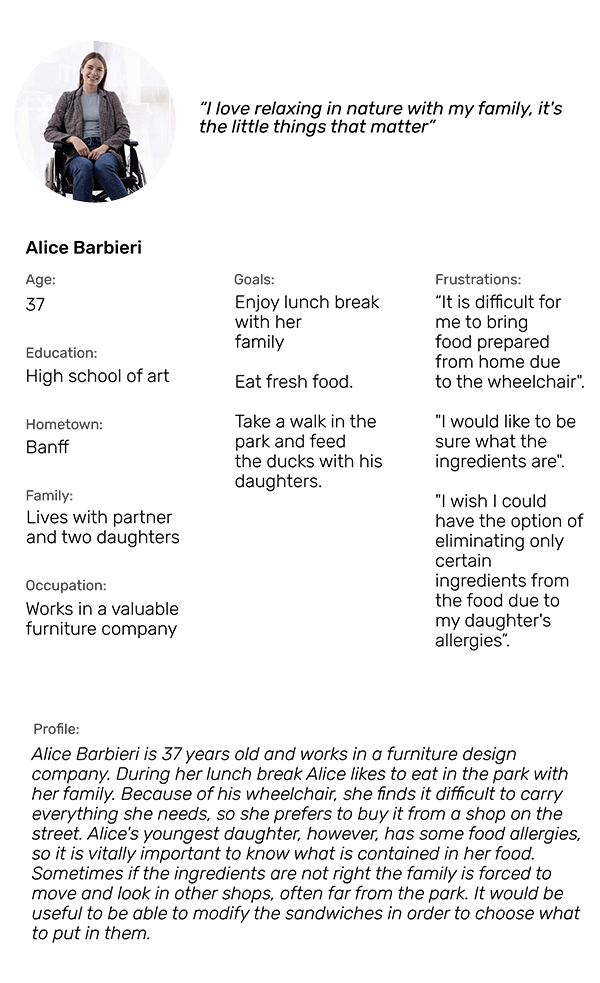 “I love relaxing in nature with my family, it's
the little things that matter”
Alice Barbieri
Age:
37
Education:
High school of art
Hometown:
Banff
Family:
Lives with partner
and two daughters
Occupation:
Works in a valuable
furniture company
Goals:
Enjoy lunch break
with her
family
Eat fresh food.
Take a walk in the
park and feed
the ducks with his
daughters.
Frustrations:
“It is difficult for
me to bring
food prepared
from home due
to the wheelchair".
"I would like to be
sure what the
ingredients are".
"I wish I could
have the option of
eliminating only
certain
ingredients from
the food due to
my daughter's
allergies”.
Profile:
Alice Barbieri is 37 years old and works in a furniture design
company. During her lunch break Alice likes to eat in the park with
her family. Because of his wheelchair, she finds it difficult to carry
everything she needs, so she prefers to buy it from a shop on the
street. Alice's youngest daughter, however, has some food allergies,
so it is vitally important to know what is contained in her food.
Sometimes if the ingredients are not right the family is forced to
move and look in other shops, often far from the park. It would be
useful to be able to modify the sandwiches in order to choose what
to put in them.